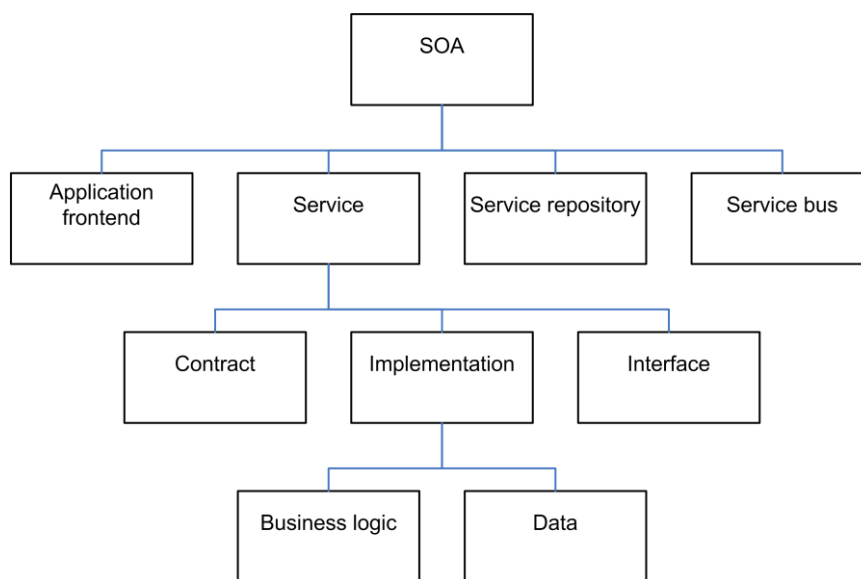 SOA
Application
frontend
Service
Service repository
Service bus
Contract
Implementation
Interface
Business logic
Data